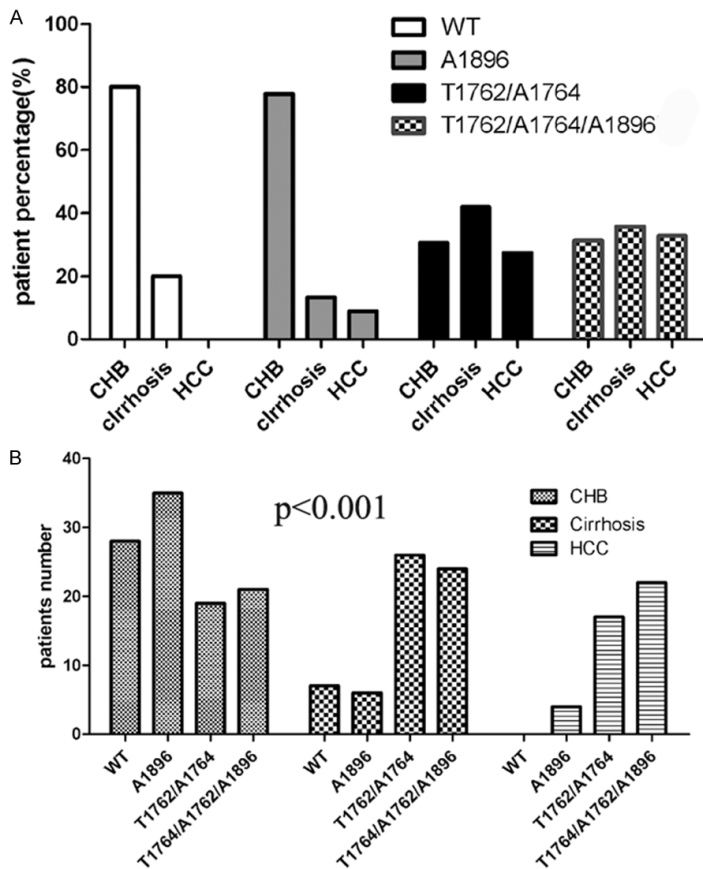 A
100
80
60
40
20
0
patient percentage(%)
WT
A1896
T1762/A1764
T1762/A1764/A1896
CHB
cIrrhosis
HCC
CHB
cIrrhosis
HCC
CHB
cIrrhosis
HCC
CHB
cIrrhosis
HCC
B
40
30
20
10
0
patients number
p<0.001
CHB
Cirrhosis
HCC
WT
A1896
T1762/A1764
T1764/A1762/A1896
WT
A1896
T1762/A1764
T1764/A1762/A1896
WT
A1896
T1762/A1764
T1764/A1762/A1896